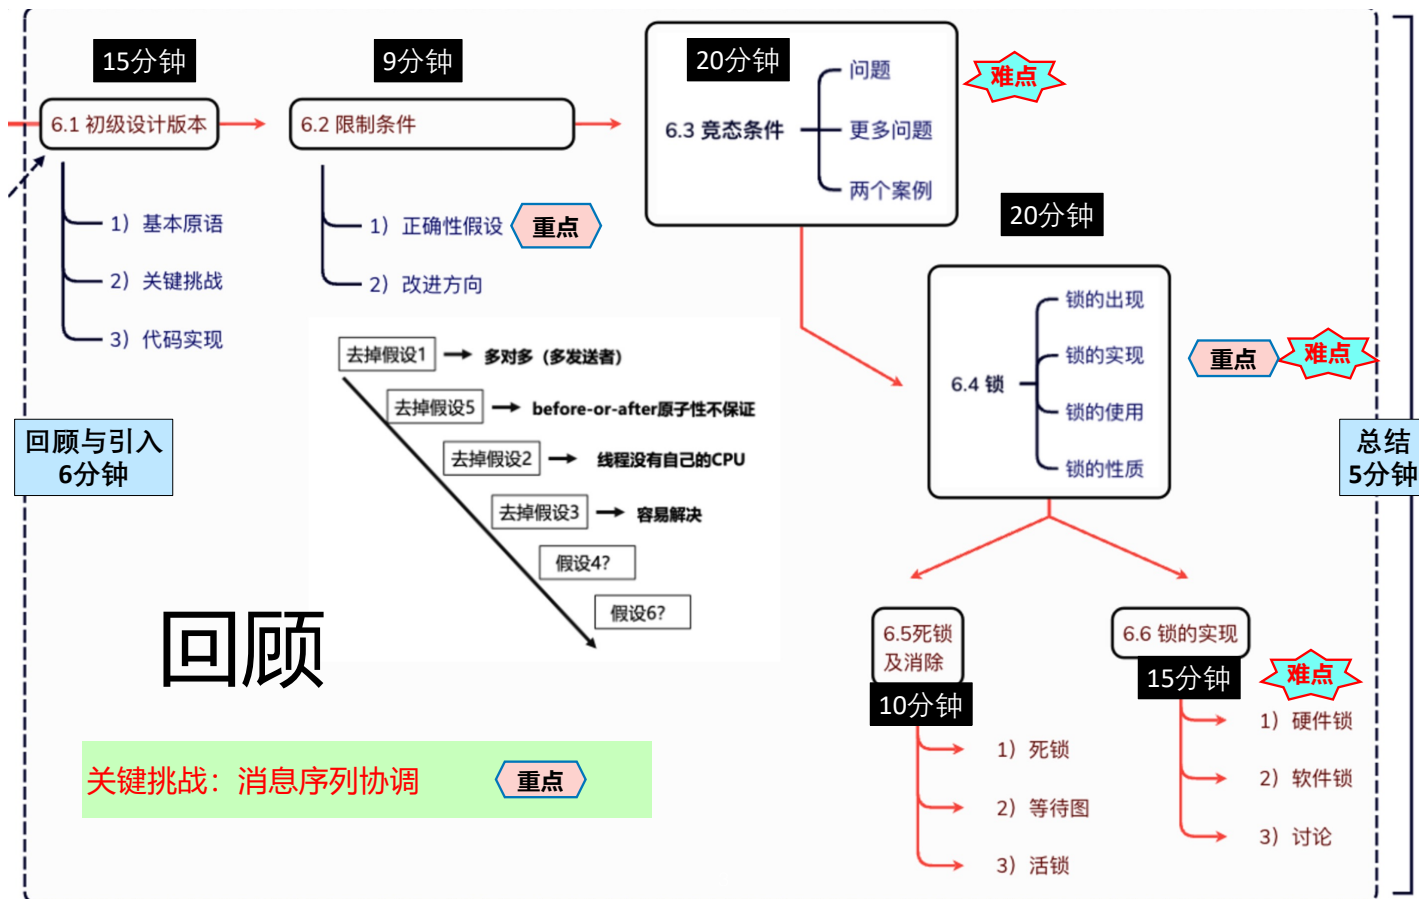 15分钟
6.1 初级设计版本
1）基本原语
2）关键挑战
3）代码实现
9分钟
6.2 限制条件
1）正确性假设
重点
2）改进方向
20分钟
6.3 竞态条件
问题
更多问题
两个案例
难点
20分钟
6.4 锁
锁的出现
锁的实现
锁的使用
锁的性质
重点
难点
去掉假设1
多对多（多发送者）
去掉假设5
before-or-after原子性不保证
去掉假设2
线程没有自己的CPU
去掉假设3
容易解决
假设4?
假设6?
回顾与引入
6分钟
总结
5分钟
回顾
关键挑战：消息序列协调
重点
6.5死锁
及消除
10分钟
1）死锁
2）等待图
3）活锁
6.6 锁的实现
15分钟
难点
1）硬件锁
2）软件锁
3）讨论